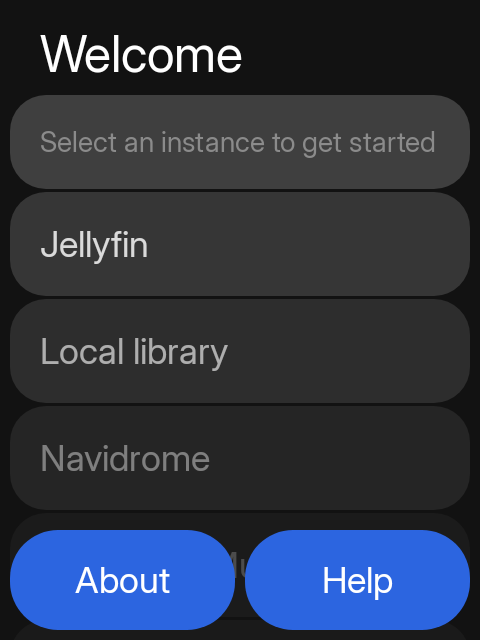 Welcome
Select an instance to get started
Jellyfin
Local library
Navidrome
About
Help